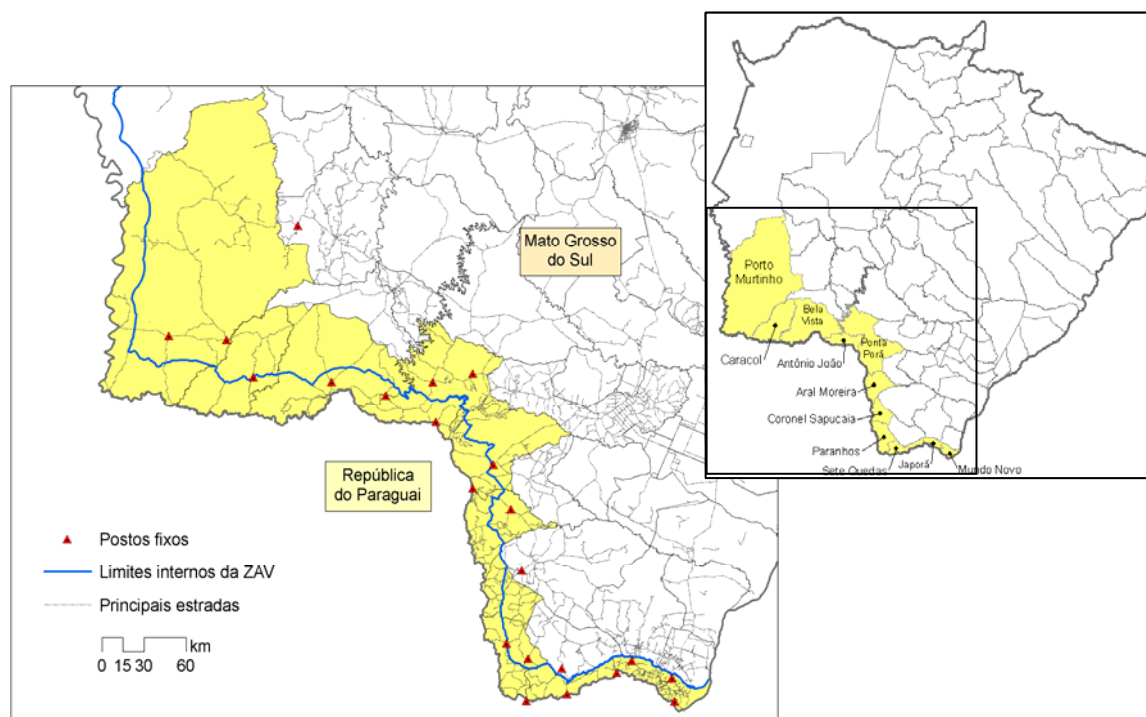 Mato Grosso
do Sul
República
do Paraguai
Postos fixos
Limites internos da ZAV
Principais estradas
km
0 15 30 60
Porto
Murtinho
Bela
Vista
Ponta
Porã
Caracol
Antônio João
Aral Moreira
Coronel Sapucaia
Paranhos
Sete Quedas
Japorã
Mundo Novo